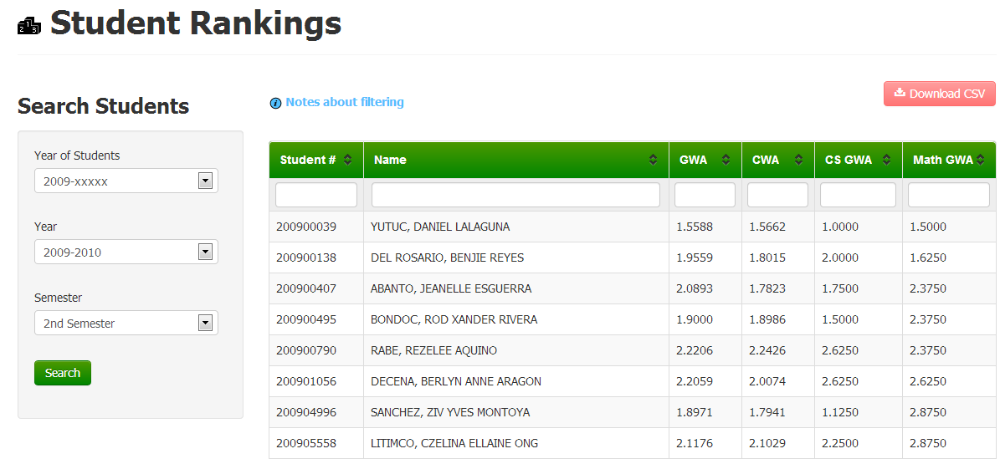 Student Rankings
Search Students
Year of Students
2009-xxxxx
Year
2009-2010
Semester
2nd Semester
Search
Notes about filtering
Download CSV
Student # Name GWA CWA CS GWA Math GWA
200900039 YUTUC, DANIEL LALAGUNA 1.5588 1.5662 1.0000 1.5000
200900138 DEL ROSARIO, BENJIE REYES 1.9559 1.8015 2.0000 1.6250
200900407 ABANTO, JEANELLE ESGUERRA 2.0893 1.7823 1.7500 2.3750
200900495 BONDOC, ROD XANDER RIVERA 1.9000 1.8986 1.5000 2.3750
200900790 RABE, REZELEE AQUINO 2.2206 2.2426 2.6250 2.3750
200901056 DECENA, BERLYN ANNE ARAGON 2.2059 2.0074 2.6250 2.6250
200904996 SANCHEZ, ZIV YVES MONTOYA 1.8971 1.7941 1.1250 2.8750
200905558 LITIMCO, CZELINA ELLAINE ONG 2.1176 2.1029 2.2500 2.8750